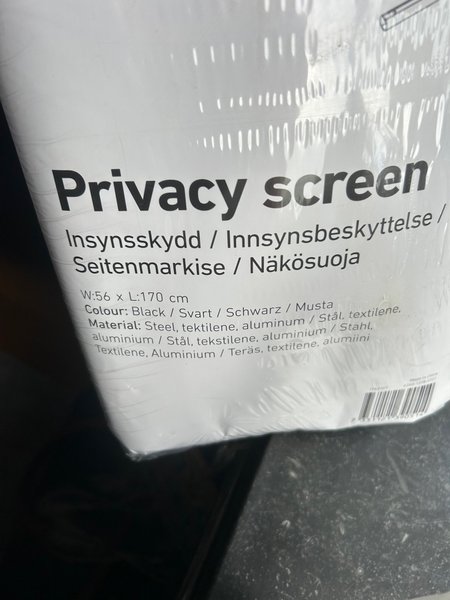 Privacy screen
Insynsskydd / Innsynsbeskyttelse /
Seitenmarkise / Näkösuoja
W:56 x L:170 cm
Colour: Black / Svart / Schwarz / Musta
Material: Steel, tektilene, aluminum / Stål, textilene,
aluminium / Stål, tekstilene, aluminium / Stahl,
Textilene, Aluminium / Teräs, textilene, alumiini